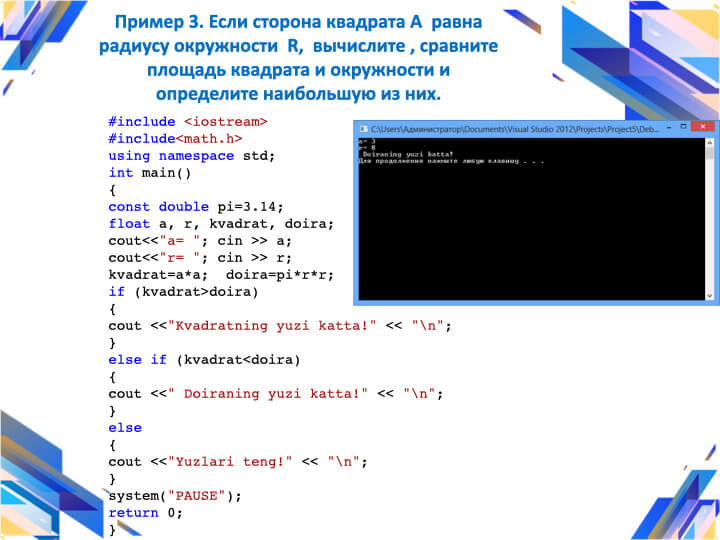 Пример 3. Если сторона квадрата A равна
радиусу окружности R, вычислите , сравните
площадь квадрата и окружности и
определите наибольшую из них.
#include <iostream>
#include<math.h>
using namespace std;
int main()
{
const double pi=3.14;
float a, r, kvadrat, doira;
cout<<"a= "; cin >> a;
cout<<"r= "; cin >> r;
kvadrat=a*a;  doira=pi*r*r;
if (kvadrat>doira)
{
cout <<"Kvadratning yuzi katta!" << "\n";
}
else if (kvadrat<doira)
{
cout <<" Doiraning yuzi katta!" << "\n";
}
else
{
cout <<"Yuzlari teng!" << "\n";
}
system("PAUSE");
return 0;
}
C:\Users\Администратор\Documents\Visual Studio 2012\Projects\Project5\Deb...
a= 3
r= 8
Doiraning yuzi katta!
Для продолжения нажмите любую клавишу . . .